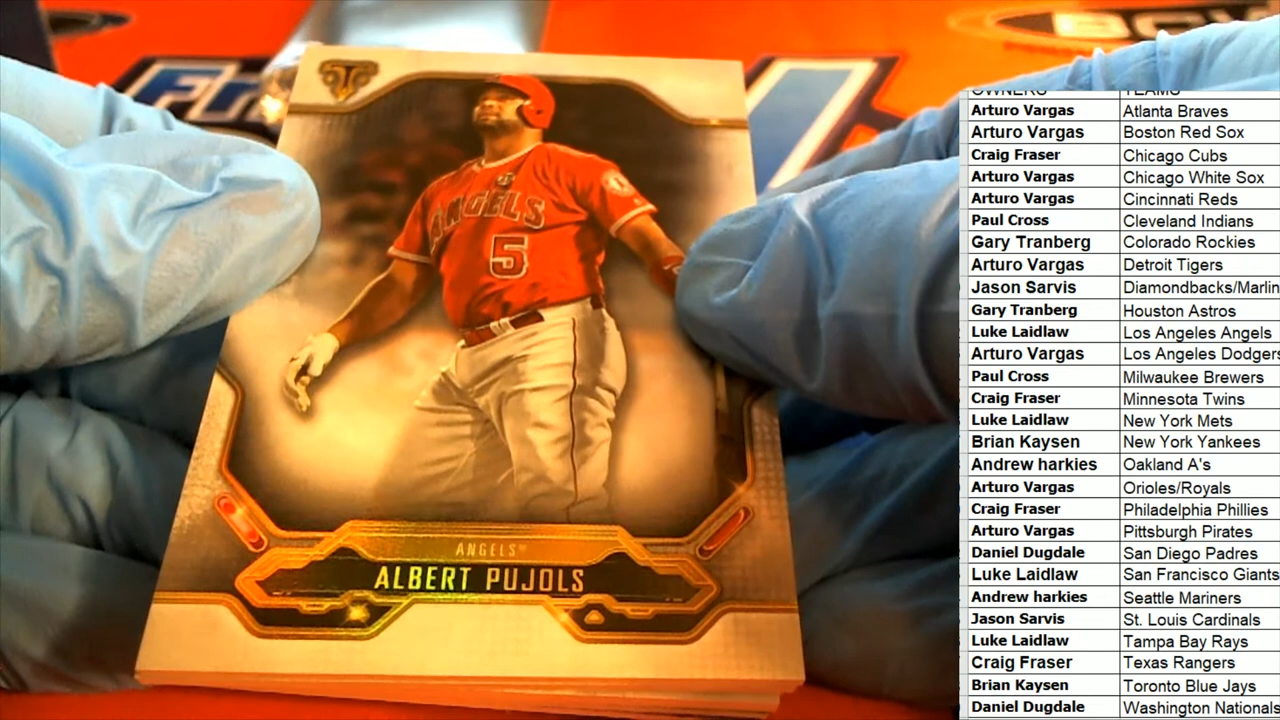 ANGELS
5
ANGELS
ALBERT PUJOLS
OWNERS TEAMS
Arturo Vargas Atlanta Braves
Arturo Vargas Boston Red Sox
Craig Fraser Chicago Cubs
Arturo Vargas Chicago White Sox
Arturo Vargas Cincinnati Reds
Paul Cross Cleveland Indians
Gary Tranberg Colorado Rockies
Arturo Vargas Detroit Tigers
Jason Sarvis Diamondbacks/Marlin
Gary Tranberg Houston Astros
Luke Laidlaw Los Angeles Angels
Arturo Vargas Los Angeles Dodgers
Paul Cross Milwaukee Brewers
Craig Fraser Minnesota Twins
Luke Laidlaw New York Mets
Brian Kaysen New York Yankees
Andrew harkies Oakland A's
Arturo Vargas Orioles/Royals
Craig Fraser Philadelphia Phillies
Arturo Vargas Pittsburgh Pirates
Daniel Dugdale San Diego Padres
Luke Laidlaw San Francisco Giants
Andrew harkies Seattle Mariners
Jason Sarvis St. Louis Cardinals
Luke Laidlaw Tampa Bay Rays
Craig Fraser Texas Rangers
Brian Kaysen Toronto Blue Jays
Daniel Dugdale Washington Nationals